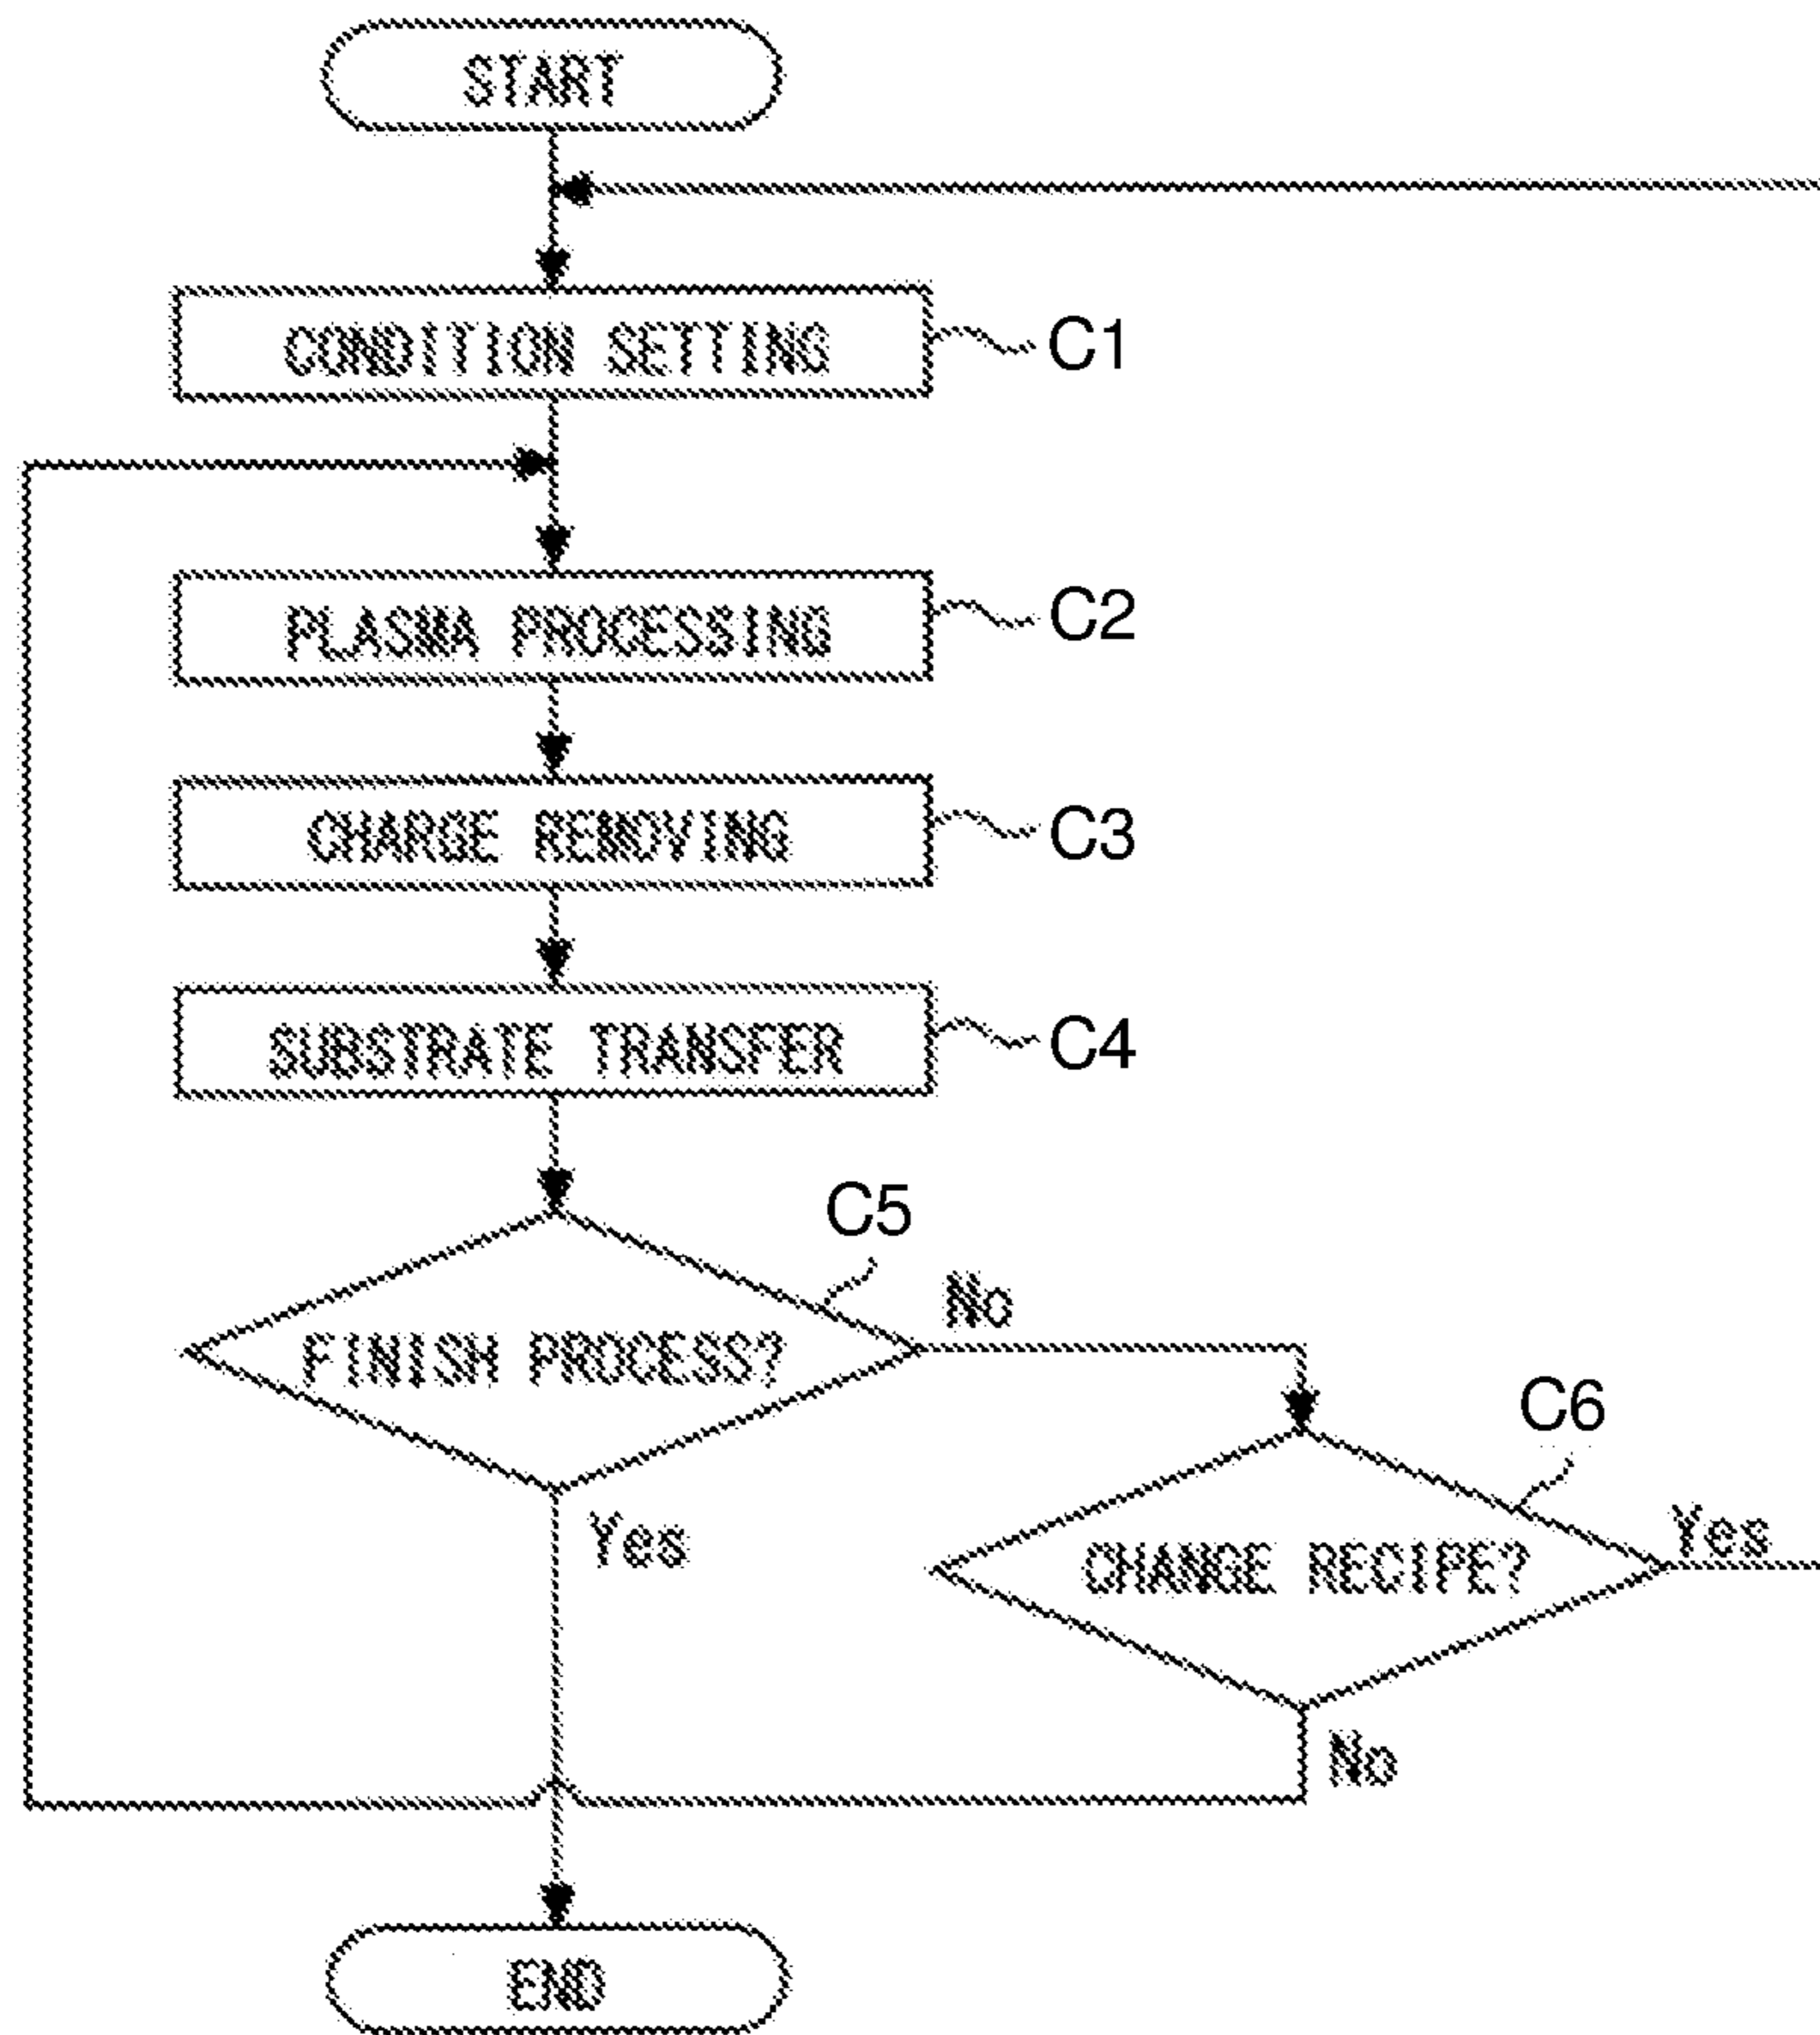 START
CONDITION SETTING
C1
PLASMA PROCESSING
C2
CHARGE REMOVING
C3
SUBSTRATE TRANSFER
C4
C5
No
FINISH PROCESS?
C6
Yes
Yes
CHANGE RECIPE?
No
END